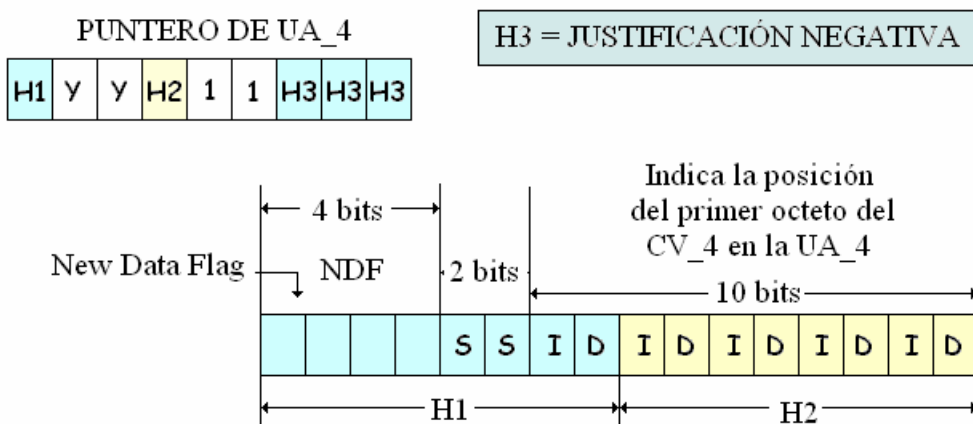 PUNTERO DE UA_4
H3 = JUSTIFICACIÓN NEGATIVA
H1 Y Y H2 1 1 H3 H3 H3
Indica la posición
del primer octeto del
CV_4 en la UA_4
4 bits
New Data Flag
NDF
2 bits
10 bits
S S I D I D I D I D I D
H1
H2